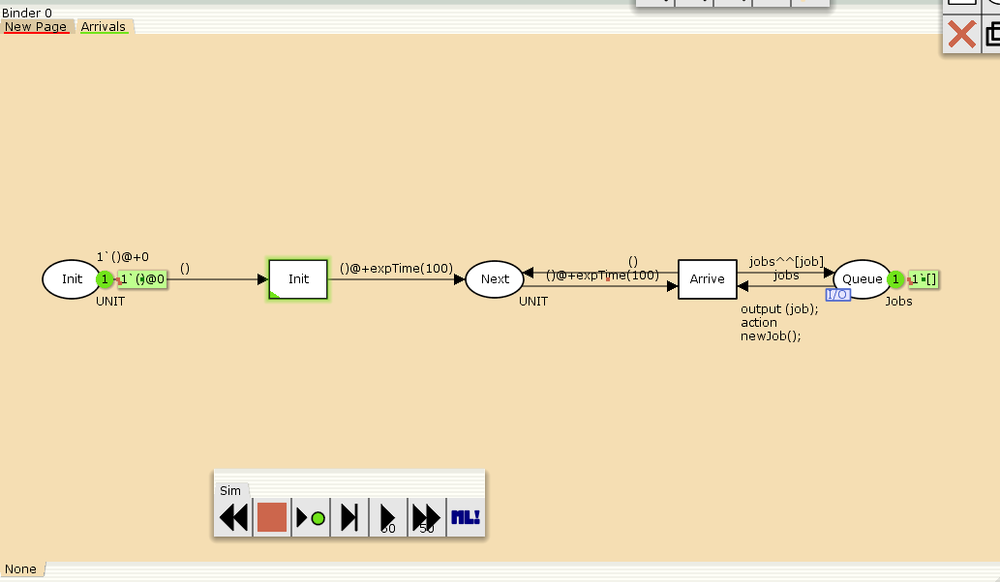 Binder 0
New Page Arrivals
1`()@+0
Init
1
1`()@0
()
UNIT
Init
()@+expTime(100)
Next
UNIT
()
()@+expTime(100)
Arrive
jobs^^[job]
jobs
output (job);
action
newJob();
Queue
I/O
1
1`[]
Jobs
Sim
60
50
ML!
None